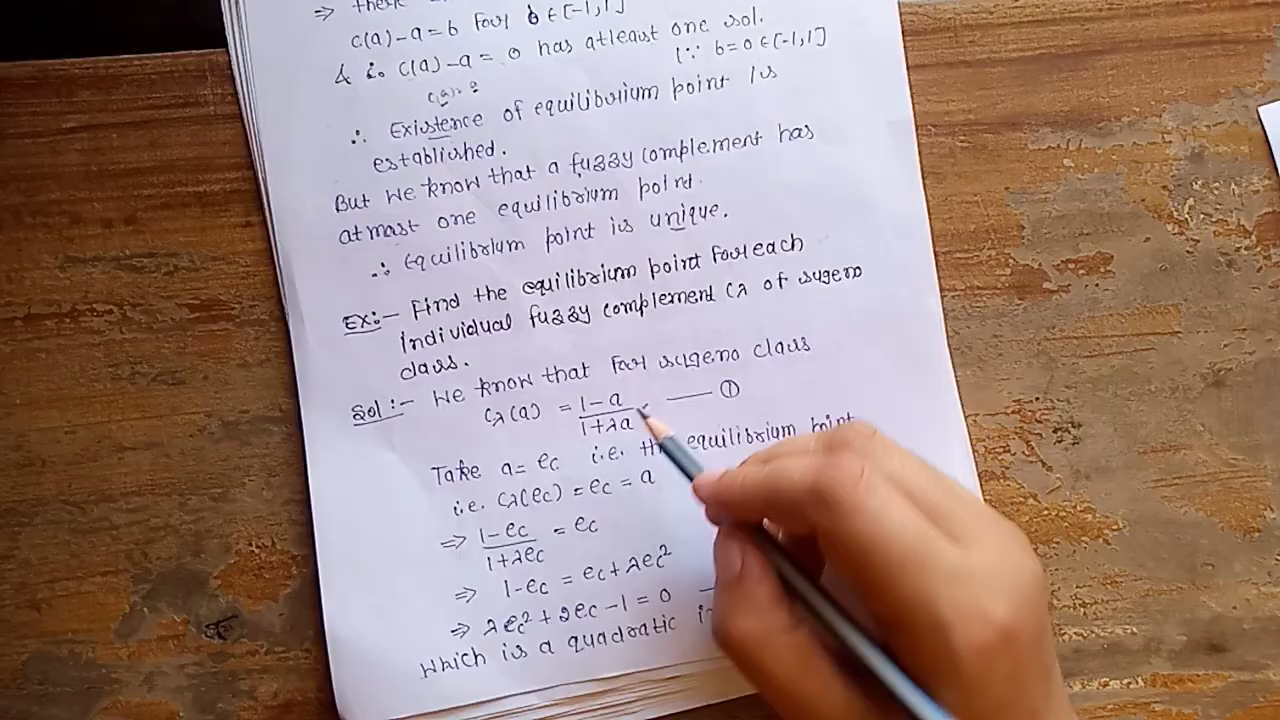 ⇒ there
c(a)-a=b for b ∈ [-1,1]
& i.e. c(a)-a = 0 has atleast one sol.
(∵ b=0 ∈ [-1,1]
c(a)=a
∴ Existence of equilibrium point is
established.
But we know that a fuzzy complement has
atmost one equilibrium point.
∴ Equilibrium point is unique.
Ex:- Find the equilibrium point for each
individual fuzzy complement Cλ of sugeno
class.
Sol:- We know that for sugeno class
Cλ(a) = 1-a/1+λa —— ①
Take a = ec i.e. the equilibrium point
i.e. Cλ(ec) = ec = a
⇒ 1-ec/1+λec = ec
⇒ 1-ec = ec+λec²
⇒ λec²+2ec-1=0 —
Which is a quadratic